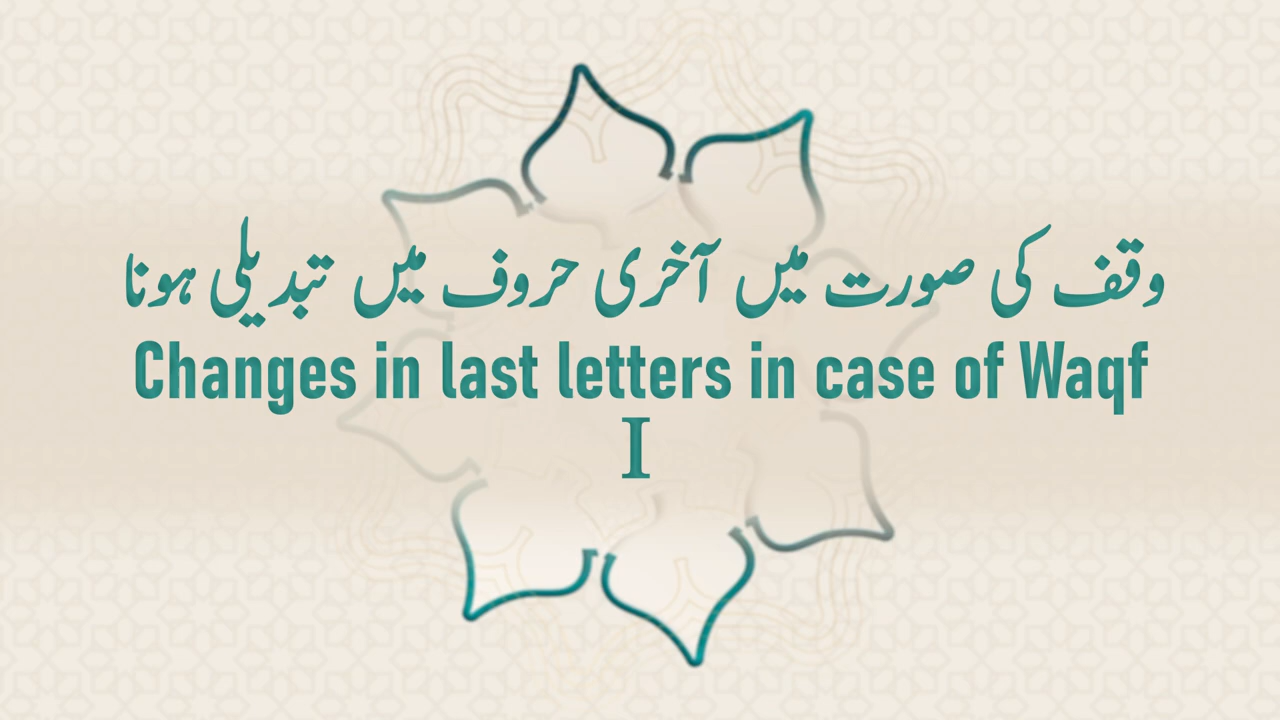 وقف کی صورت میں آخری حروف میں تبدیلی ہونا
Changes in last letters in case of Waqf
I